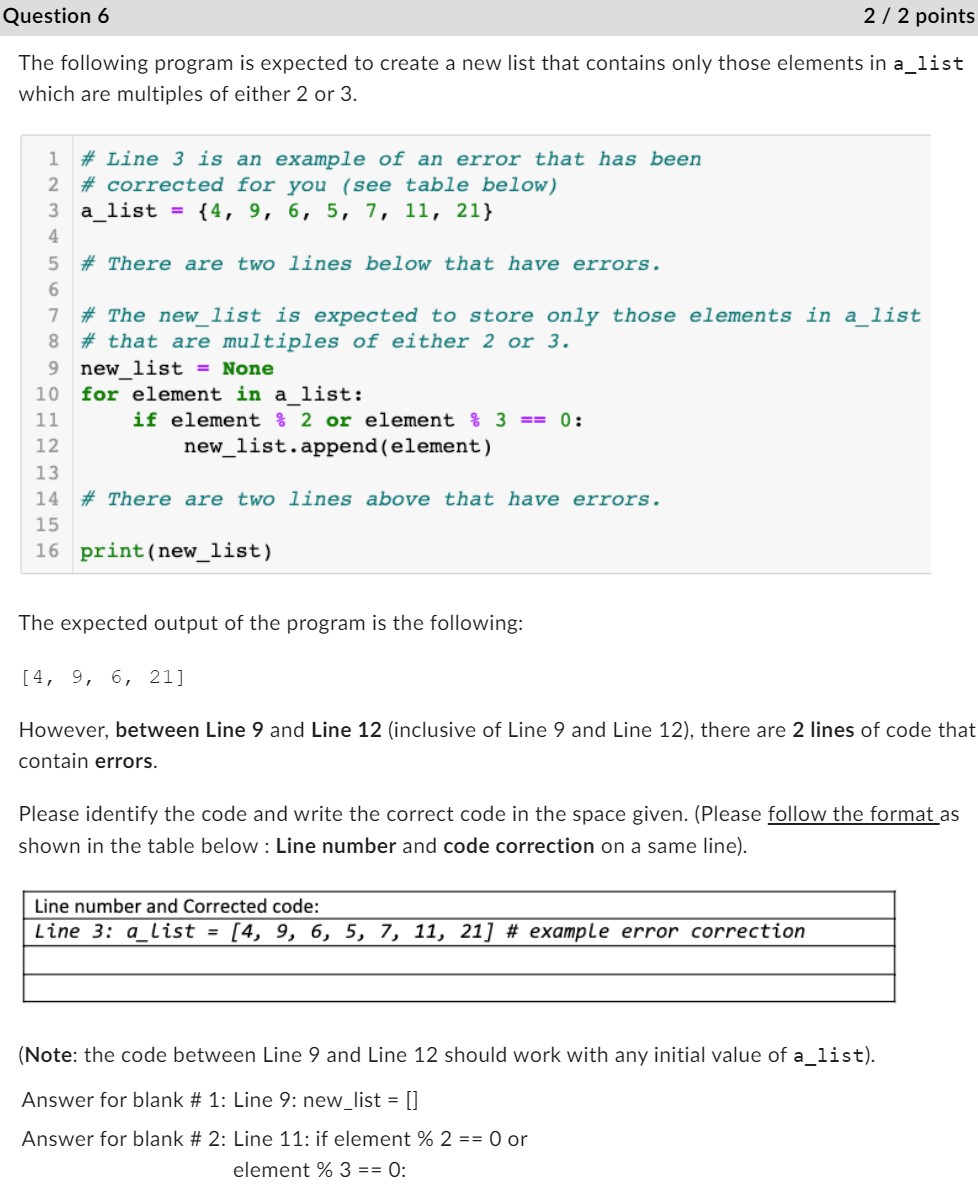 Question 6 2 / 2 points
The following program is expected to create a new list that contains only those elements in a_list
which are multiples of either 2 or 3.
1 # Line 3 is an example of an error that has been
2 # corrected for you (see table below)
3 a_list = {4, 9, 6, 5, 7, 11, 21}
4
5 # There are two lines below that have errors.
6
7 # The new_list is expected to store only those elements in a_list
8 # that are multiples of either 2 or 3.
9 new_list = None
10 for element in a_list:
11     if element % 2 or element % 3 == 0:
12         new_list.append(element)
13
14 # There are two lines above that have errors.
15
16 print(new_list)
The expected output of the program is the following:
[4, 9, 6, 21]
However, between Line 9 and Line 12 (inclusive of Line 9 and Line 12), there are 2 lines of code that
contain errors.
Please identify the code and write the correct code in the space given. (Please follow the format as
shown in the table below : Line number and code correction on a same line).
Line number and Corrected code:
Line 3: a_list = [4, 9, 6, 5, 7, 11, 21] # example error correction
(Note: the code between Line 9 and Line 12 should work with any initial value of a_list).
Answer for blank # 1: Line 9: new_list = []
Answer for blank # 2: Line 11: if element % 2 == 0 or
element % 3 == 0: